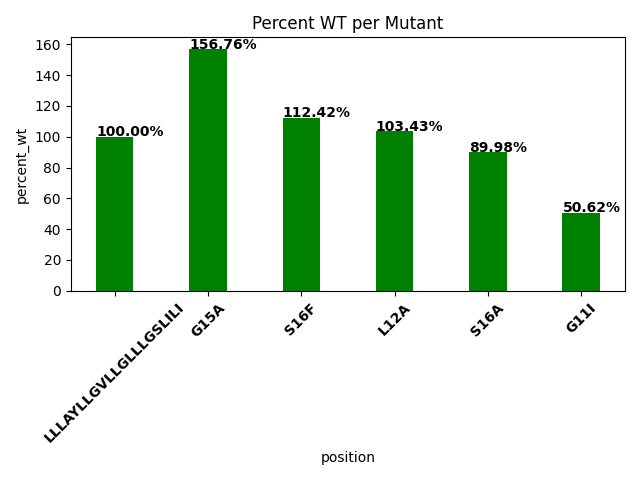 Percent WT per Mutant
percent_wt
160
140
120
100
80
60
40
20
0
100.00%
156.76%
112.42%
103.43%
89.98%
50.62%
LLLAYLLGVLLGLLLGSLILI
G15A
S16F
L12A
S16A
G11I
position